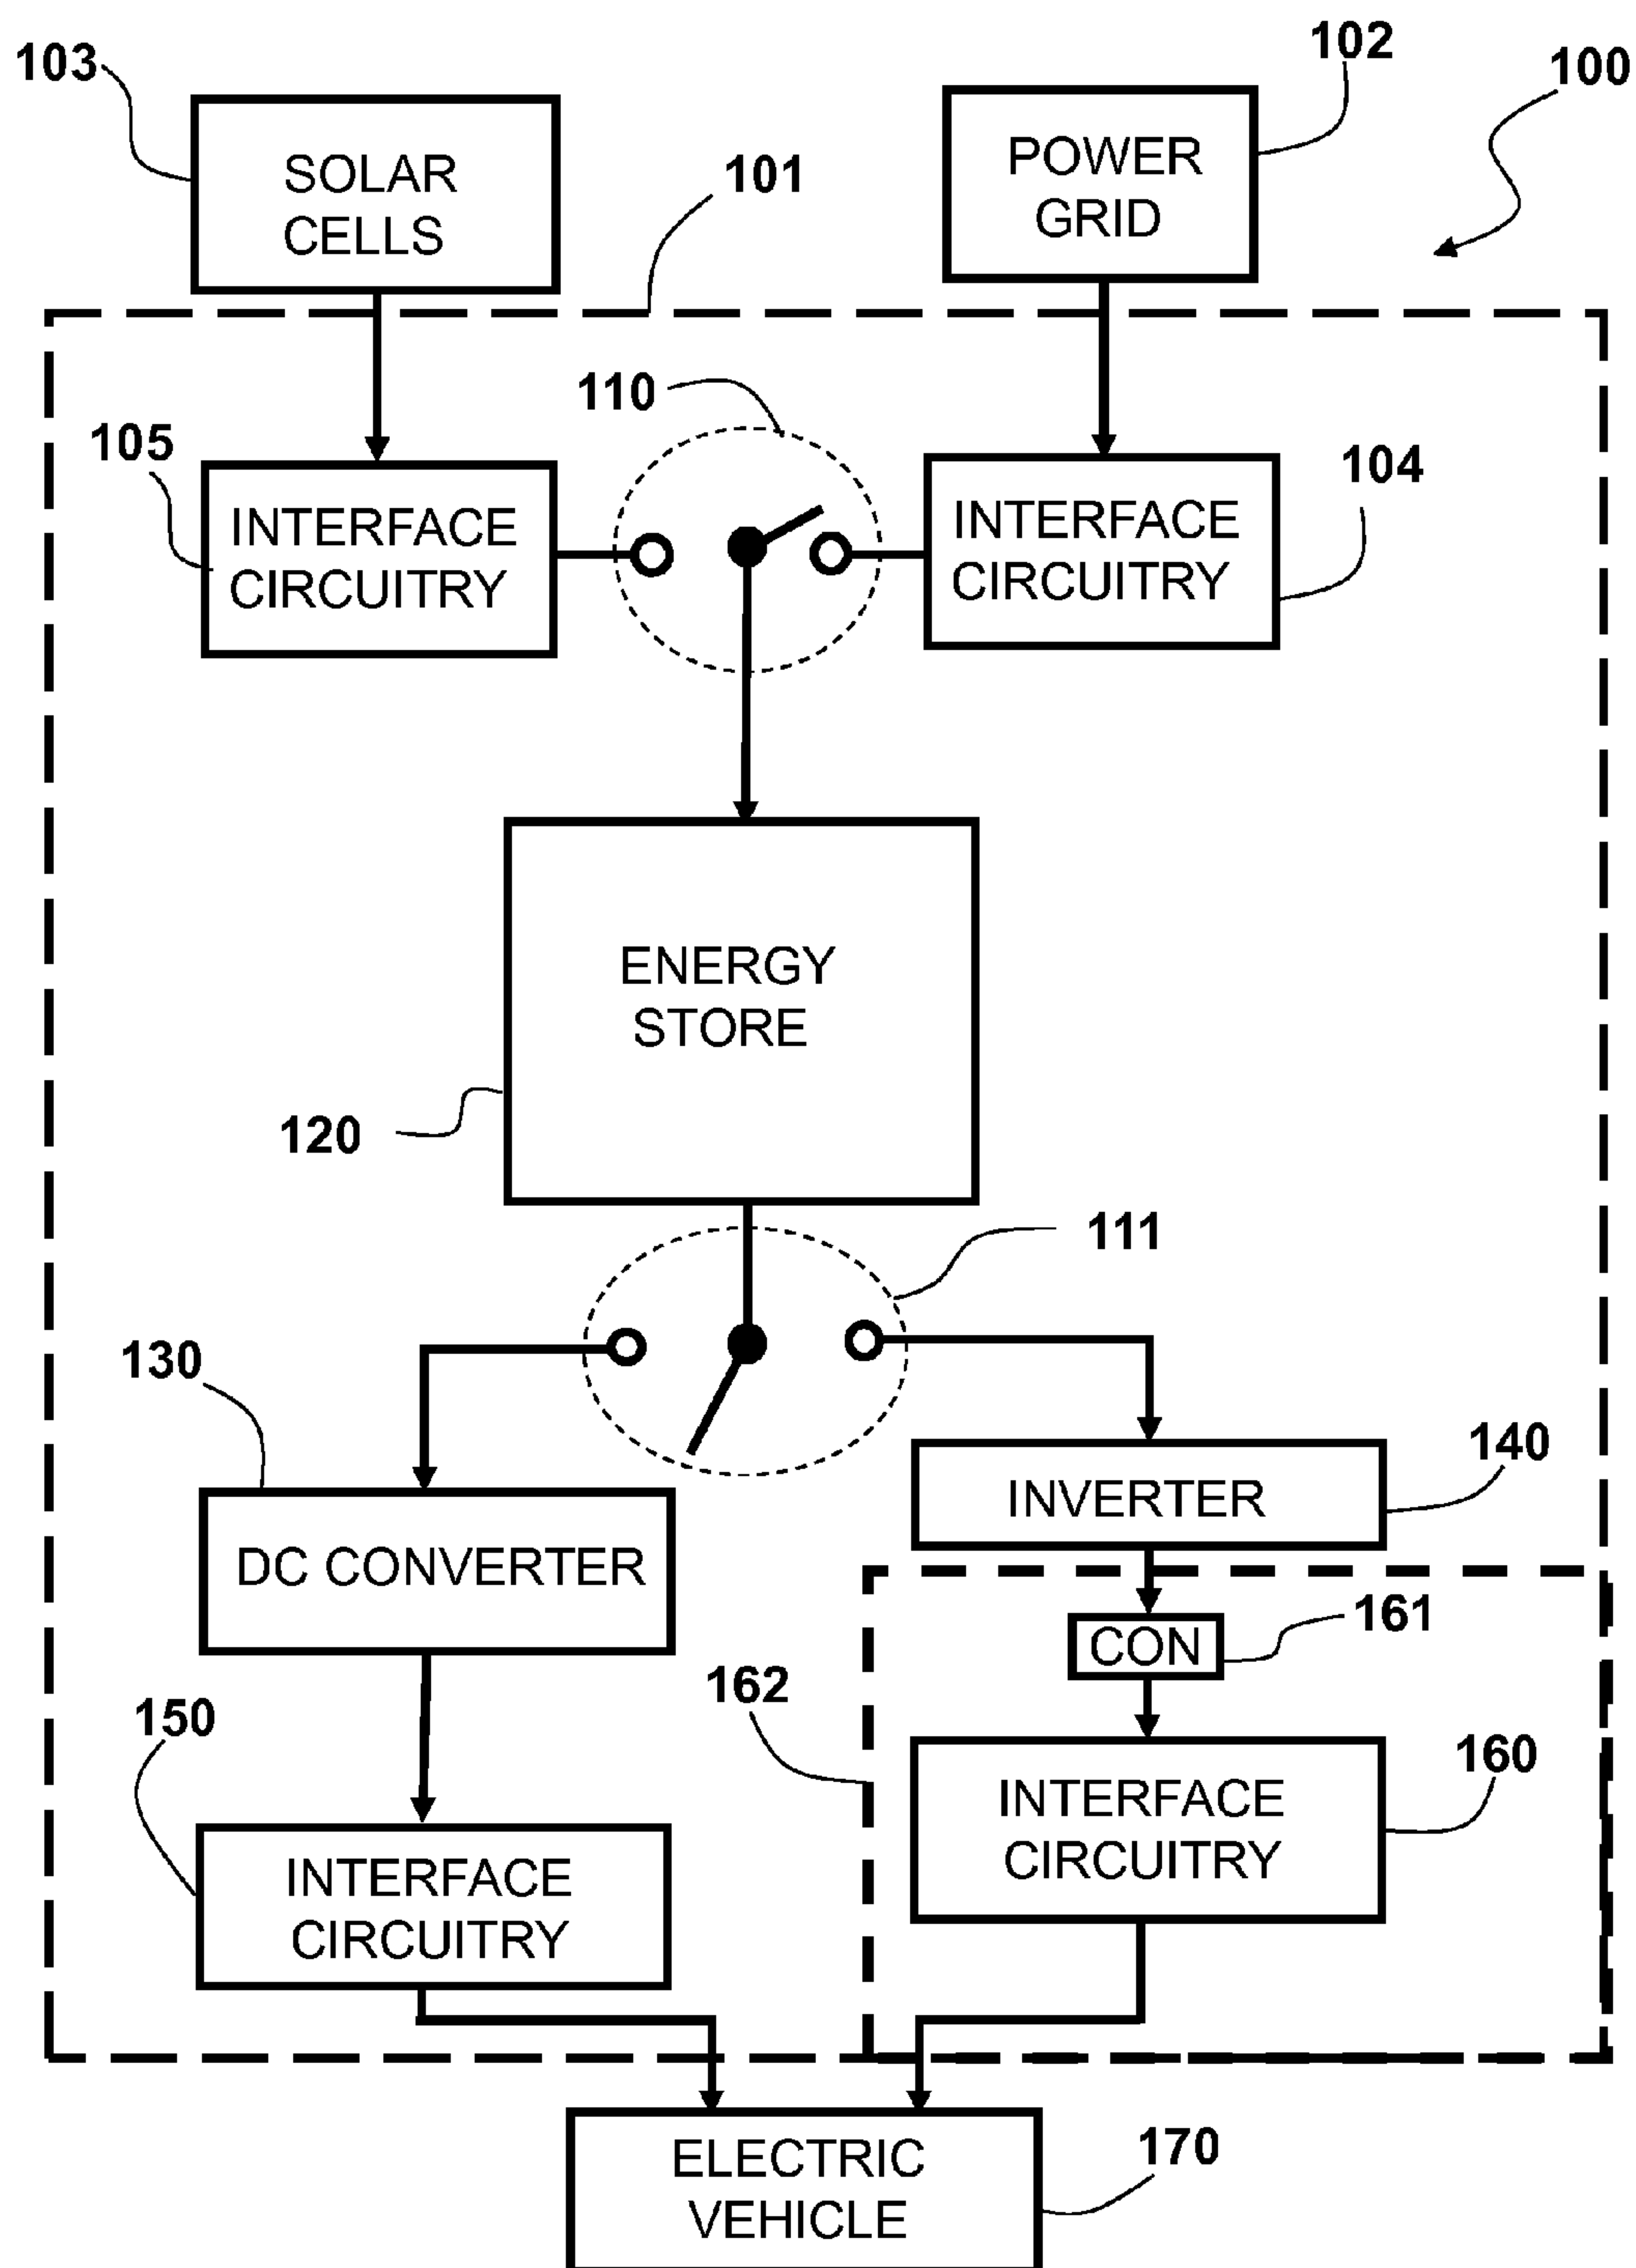 103
102
100
SOLAR
CELLS
POWER
GRID
101
110
105
104
INTERFACE
CIRCUITRY
INTERFACE
CIRCUITRY
ENERGY
STORE
120
111
130
140
INVERTER
DC CONVERTER
161
CON
162
150
160
INTERFACE
CIRCUITRY
INTERFACE
CIRCUITRY
170
ELECTRIC
VEHICLE